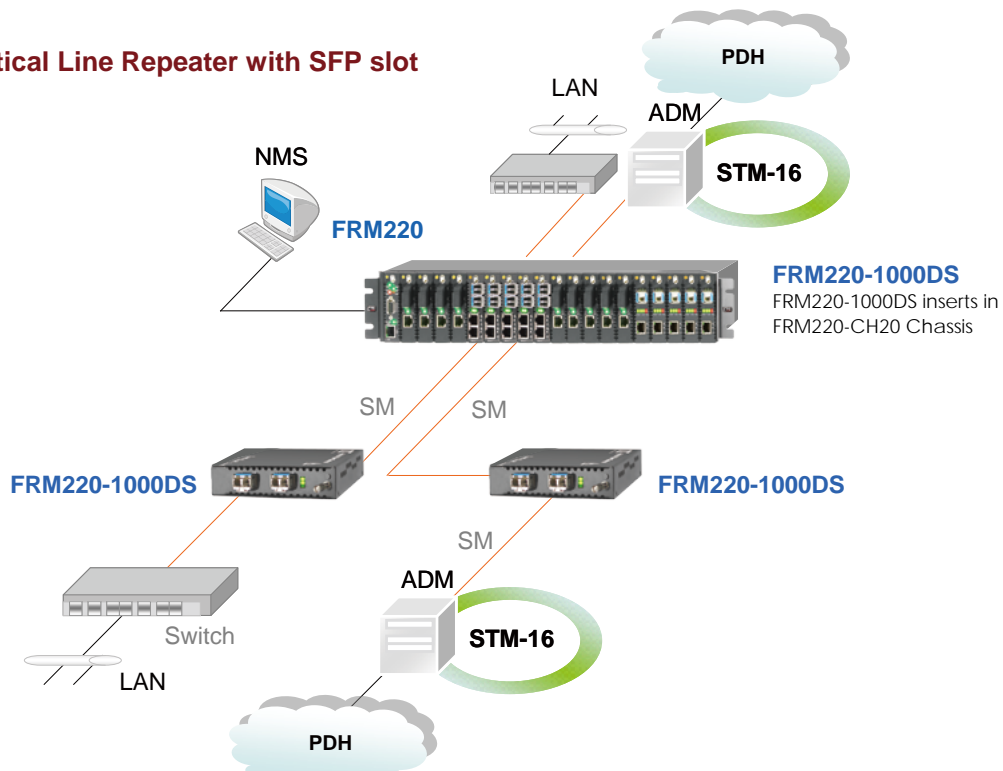 tical Line Repeater with SFP slot
PDH
LAN
ADM
STM-16
NMS
FRM220
FRM220-1000DS
FRM220-1000DS inserts in
FRM220-CH20 Chassis
SM
SM
FRM220-1000DS
FRM220-1000DS
SM
ADM
STM-16
Switch
LAN
PDH